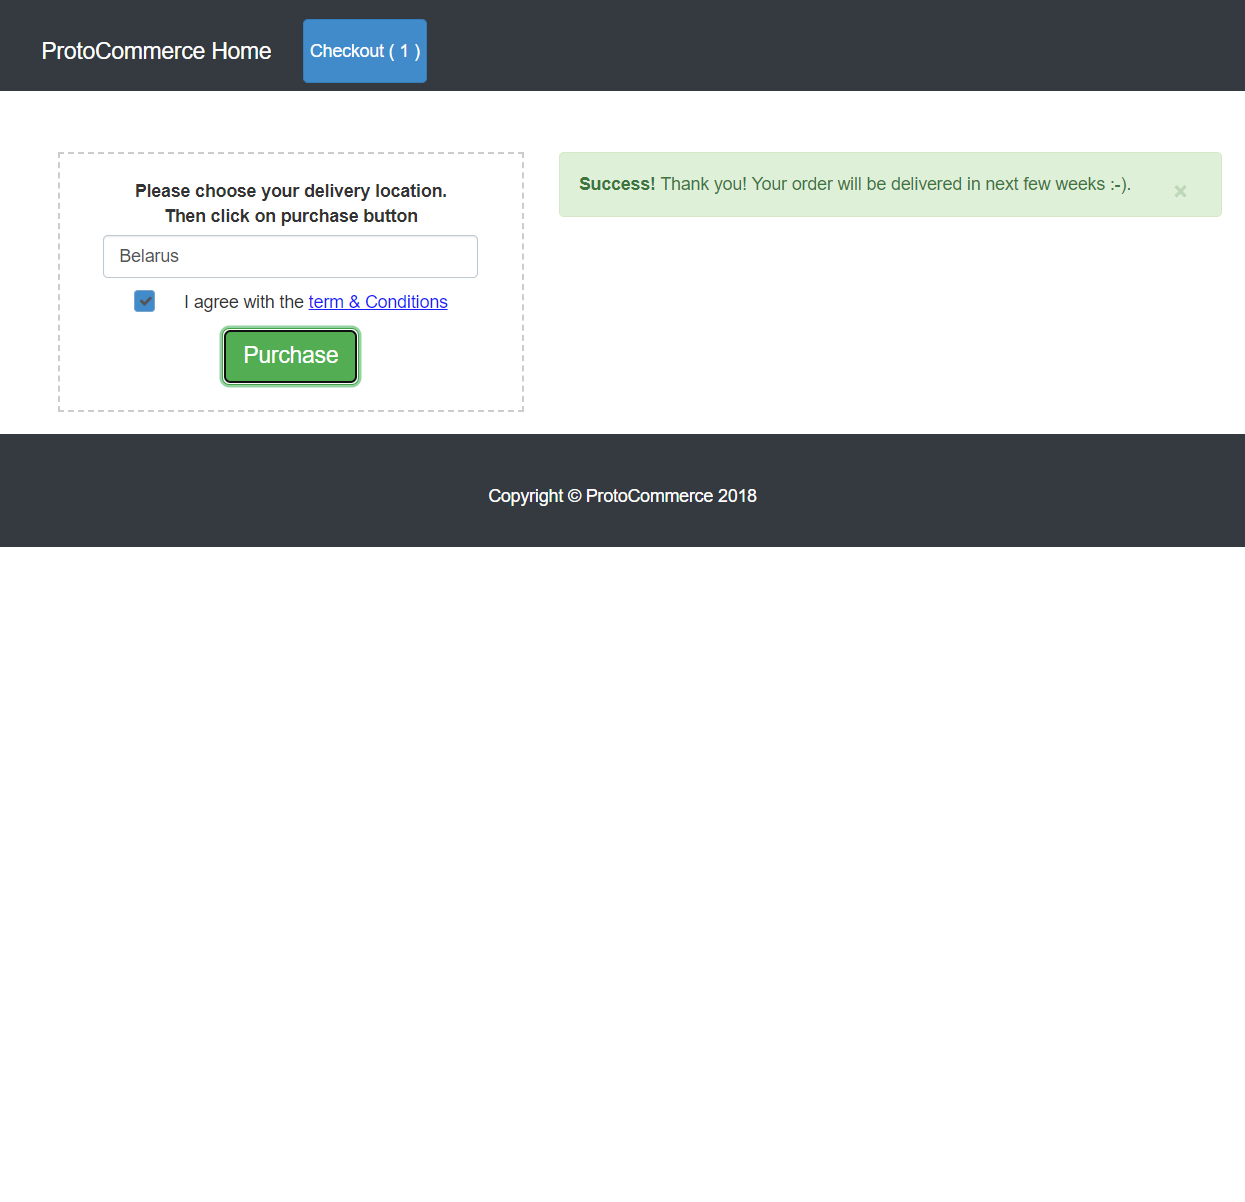 ProtoCommerce Home
Checkout ( 1 )
Please choose your delivery location.
Then click on purchase button
Belarus
I agree with the term & Conditions
Purchase
Success! Thank you! Your order will be delivered in next few weeks :-).
×
Copyright © ProtoCommerce 2018